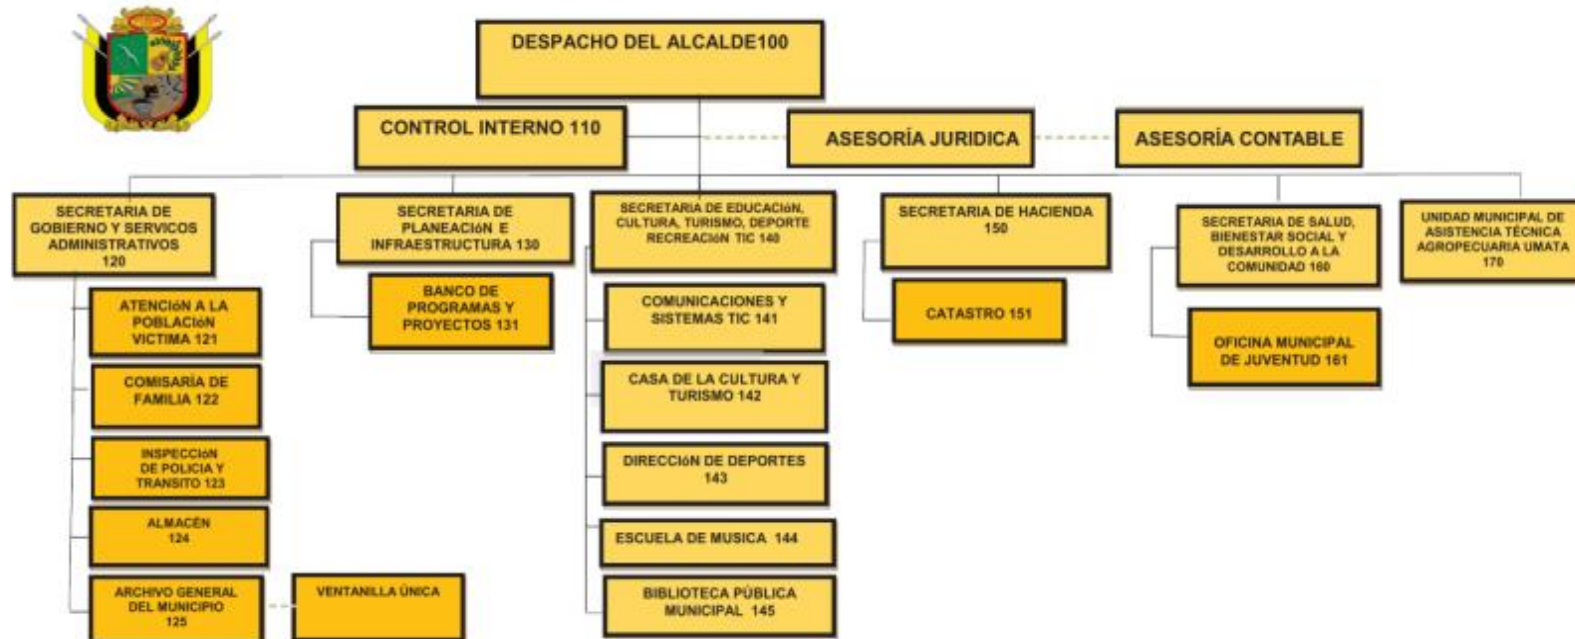 DESPACHO DEL ALCALDE100
CONTROL INTERNO 110
ASESORÍA JURIDICA
ASESORÍA CONTABLE
SECRETARIA DE
GOBIERNO Y SERVICOS
ADMINISTRATIVOS
120
ATENCIóN A LA
POBLACIóN
VICTIMA 121
COMISARÍA DE
FAMILIA 122
INSPECCIóN
DE POLICIA Y
TRANSITO 123
ALMACÉN
124
ARCHIVO GENERAL
DEL MUNICIPIO
125
VENTANILLA ÚNICA
SECRETARIA DE
PLANEACIóN E
INFRAESTRUCTURA 130
BANCO DE
PROGRAMAS Y
PROYECTOS 131
SECRETARIA DE EDUCACIóN,
CULTURA, TURISMO, DEPORTE
RECREACIóN TIC 140
COMUNICACIONES Y
SISTEMAS TIC 141
CASA DE LA CULTURA Y
TURISMO 142
DIRECCIóN DE DEPORTES
143
ESCUELA DE MUSICA 144
BIBLIOTECA PÚBLICA
MUNICIPAL 145
SECRETARIA DE HACIENDA
150
CATASTRO 151
SECRETARIA DE SALUD,
BIENESTAR SOCIAL Y
DESARROLLO A LA
COMUNIDAD 160
OFICINA MUNICIPAL
DE JUVENTUD 161
UNIDAD MUNICIPAL DE
ASISTENCIA TÉCNICA
AGROPECUARIA UMATA
170